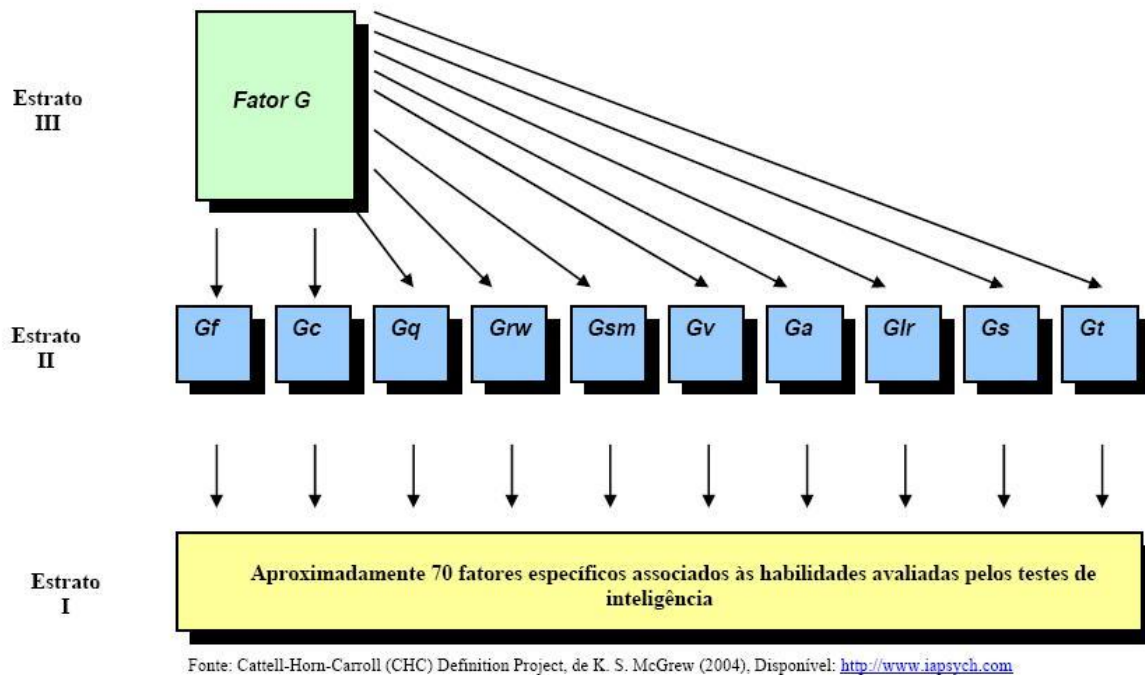 Estrato
III
Fator G
Estrato
II
Gf
Gc
Gq
Grw
Gsm
Gv
Ga
Glr
Gs
Gt
Estrato
I
Aproximadamente 70 fatores específicos associados às habilidades avaliadas pelos testes de
inteligência
Fonte: Cattell-Horn-Carroll (CHC) Definition Project, de K. S. McGrew (2004), Disponível: http://www.iapsych.com